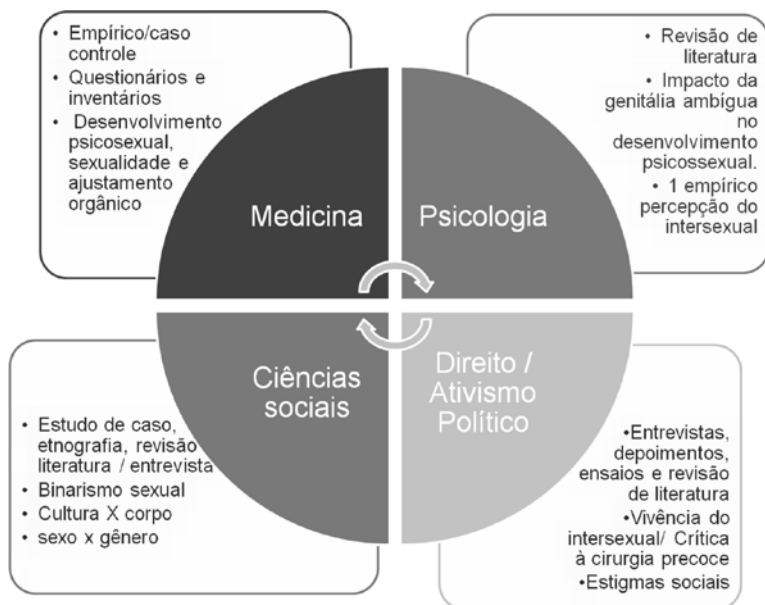 • Empírico/caso
controle
• Questionários e
inventários
• Desenvolvimento
psicosexual,
sexualidade e
ajustamento
orgânico
Medicina
• Revisão de
literatura
• Impacto da
genitália ambígua
no
desenvolvimento
psicossexual.
• 1 empírico
percepção do
intersexual
Psicologia
Ciências
sociais
• Estudo de caso,
etnografia, revisão
literatura / entrevista
• Binarismo sexual
• Cultura X corpo
• sexo x gênero
Direito /
Ativismo
Político
•Entrevistas,
depoimentos,
ensaios e revisão
de literatura
•Vivência do
intersexual/ Crítica
à cirurgia precoce
•Estigmas sociais